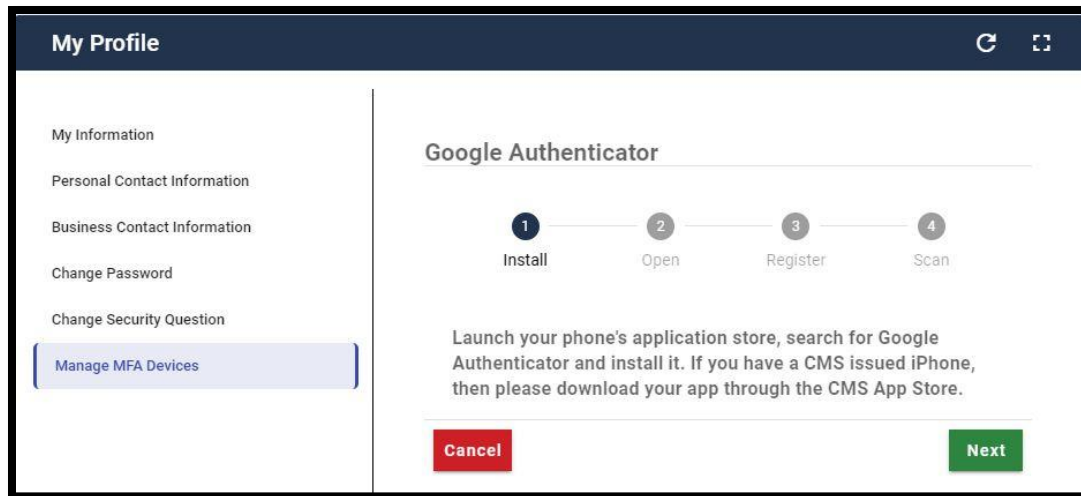 My Profile
My Information
Personal Contact Information
Business Contact Information
Change Password
Change Security Question
Manage MFA Devices
Google Authenticator
1 2 3 4
Install Open Register Scan
Launch your phone's application store, search for Google
Authenticator and install it. If you have a CMS issued iPhone,
then please download your app through the CMS App Store.
Cancel Next